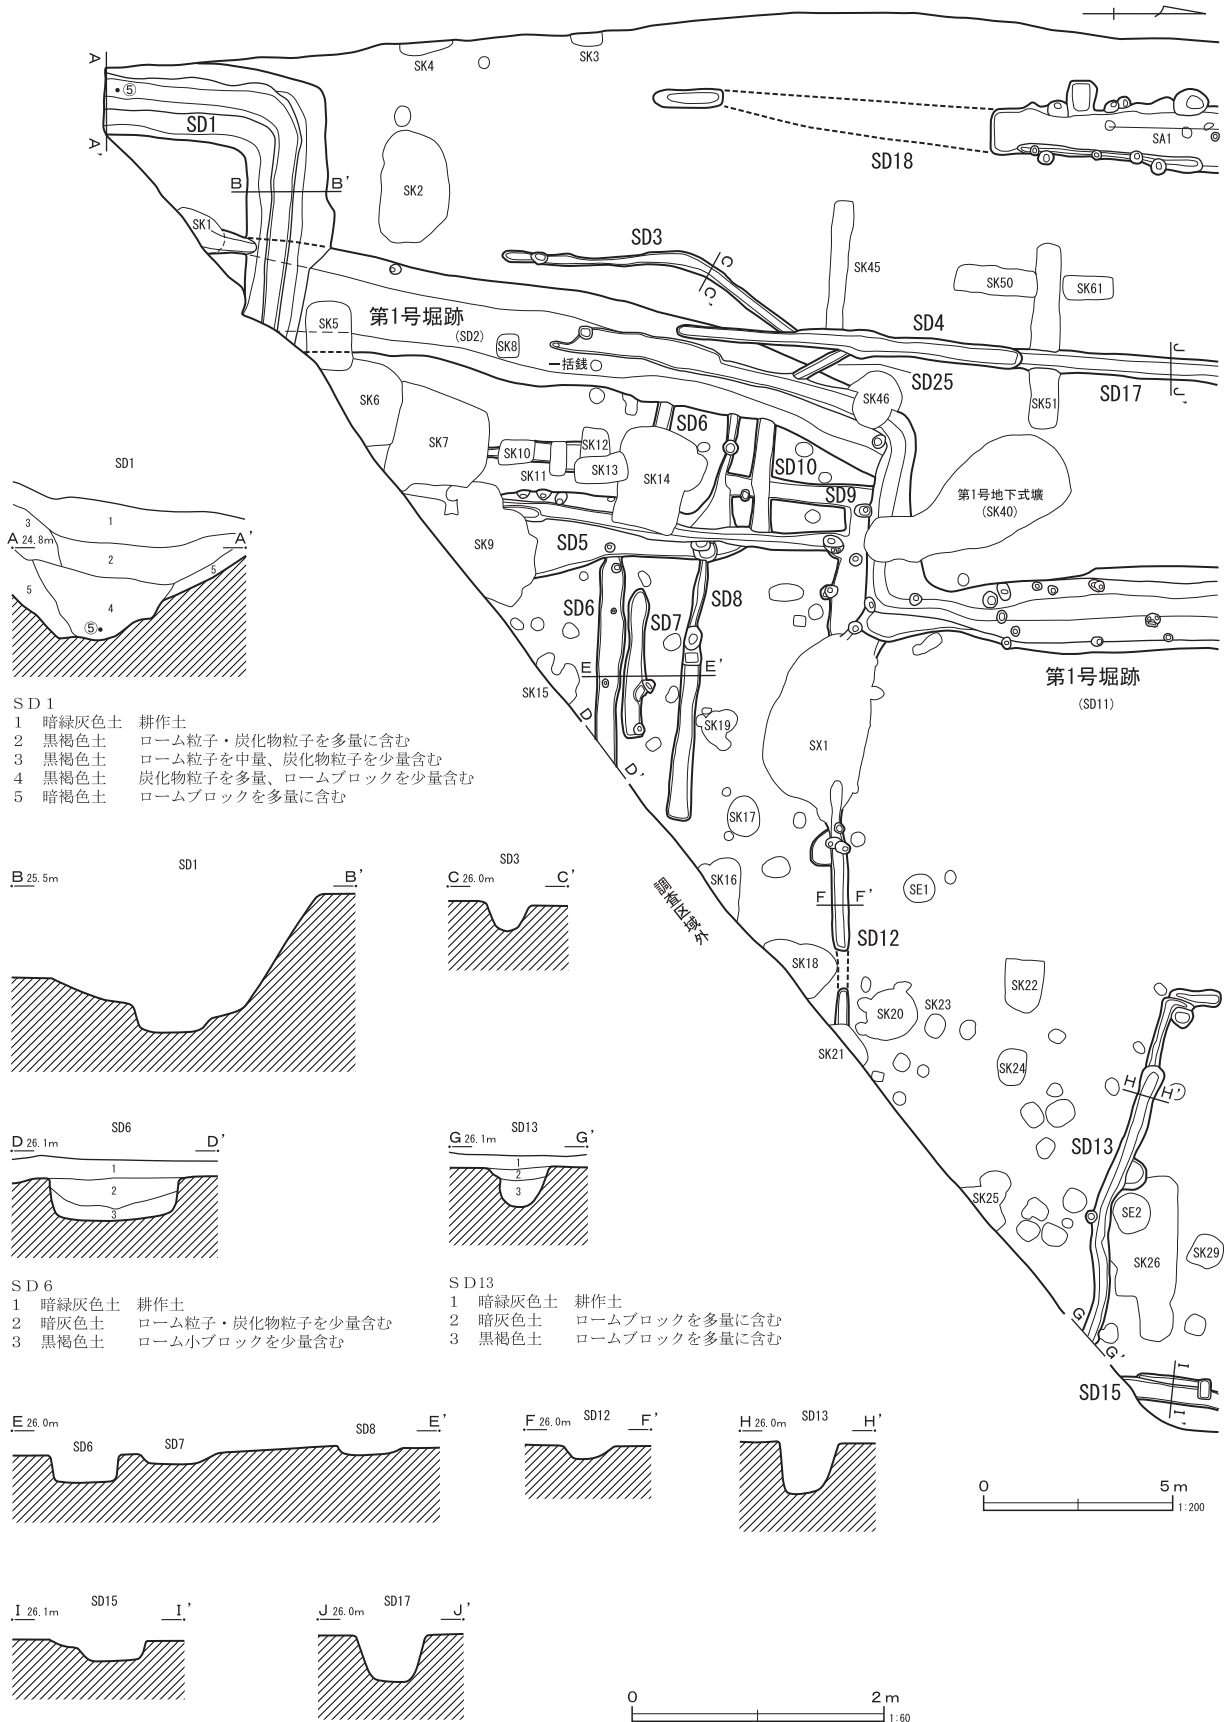 A
A'
⑤
SD1
B
B'
SK1
SK2
SK3
SK4
SD18
SA1
SD3
C
C'
SK45
SK50
SK61
SD4
第1号堀跡
(SD2)
SK5
SK8
一括銭
SD25
SK46
SK51
SD17
J
J'
SK6
SK7
SK10
SK11
SK12
SK13
SK14
SD6
SD10
SD9
第1号地下式壙
(SK40)
SK9
SD5
SD6
SD7
SD8
E
E'
SK15
D
D'
SK19
SX1
第1号堀跡
(SD11)
SK17
SK16
調査区域外
F
F'
SE1
SD12
SK18
SK20
SK23
SK22
SK21
SK24
H
H'
SD13
SK25
SE2
SK26
SK29
G
G'
SD15
I
I'
SD1
A 24.8m
A'
1
2
3
4
5
5
⑤
SD1
1 暗緑灰色土 耕作土
2 黒褐色土 ローム粒子・炭化物粒子を多量に含む
3 黒褐色土 ローム粒子を中量、炭化物粒子を少量含む
4 黒褐色土 炭化物粒子を多量、ロームブロックを少量含む
5 暗褐色土 ロームブロックを多量に含む
SD1
B 25.5m
B'
SD3
C 26.0m
C'
SD6
D 26.1m
D'
1
2
3
SD13
G 26.1m
G'
1
2
3
SD6
1 暗緑灰色土 耕作土
2 暗灰色土 ローム粒子・炭化物粒子を少量含む
3 黒褐色土 ローム小ブロックを少量含む
SD13
1 暗緑灰色土 耕作土
2 暗灰色土 ロームブロックを多量に含む
3 黒褐色土 ロームブロックを多量に含む
E 26.0m
E'
SD6
SD7
SD8
SD12
F 26.0m
F'
SD13
H 26.0m
H'
0 5m
1:200
SD15
I 26.1m
I'
SD17
J 26.0m
J'
0 2m
1:60